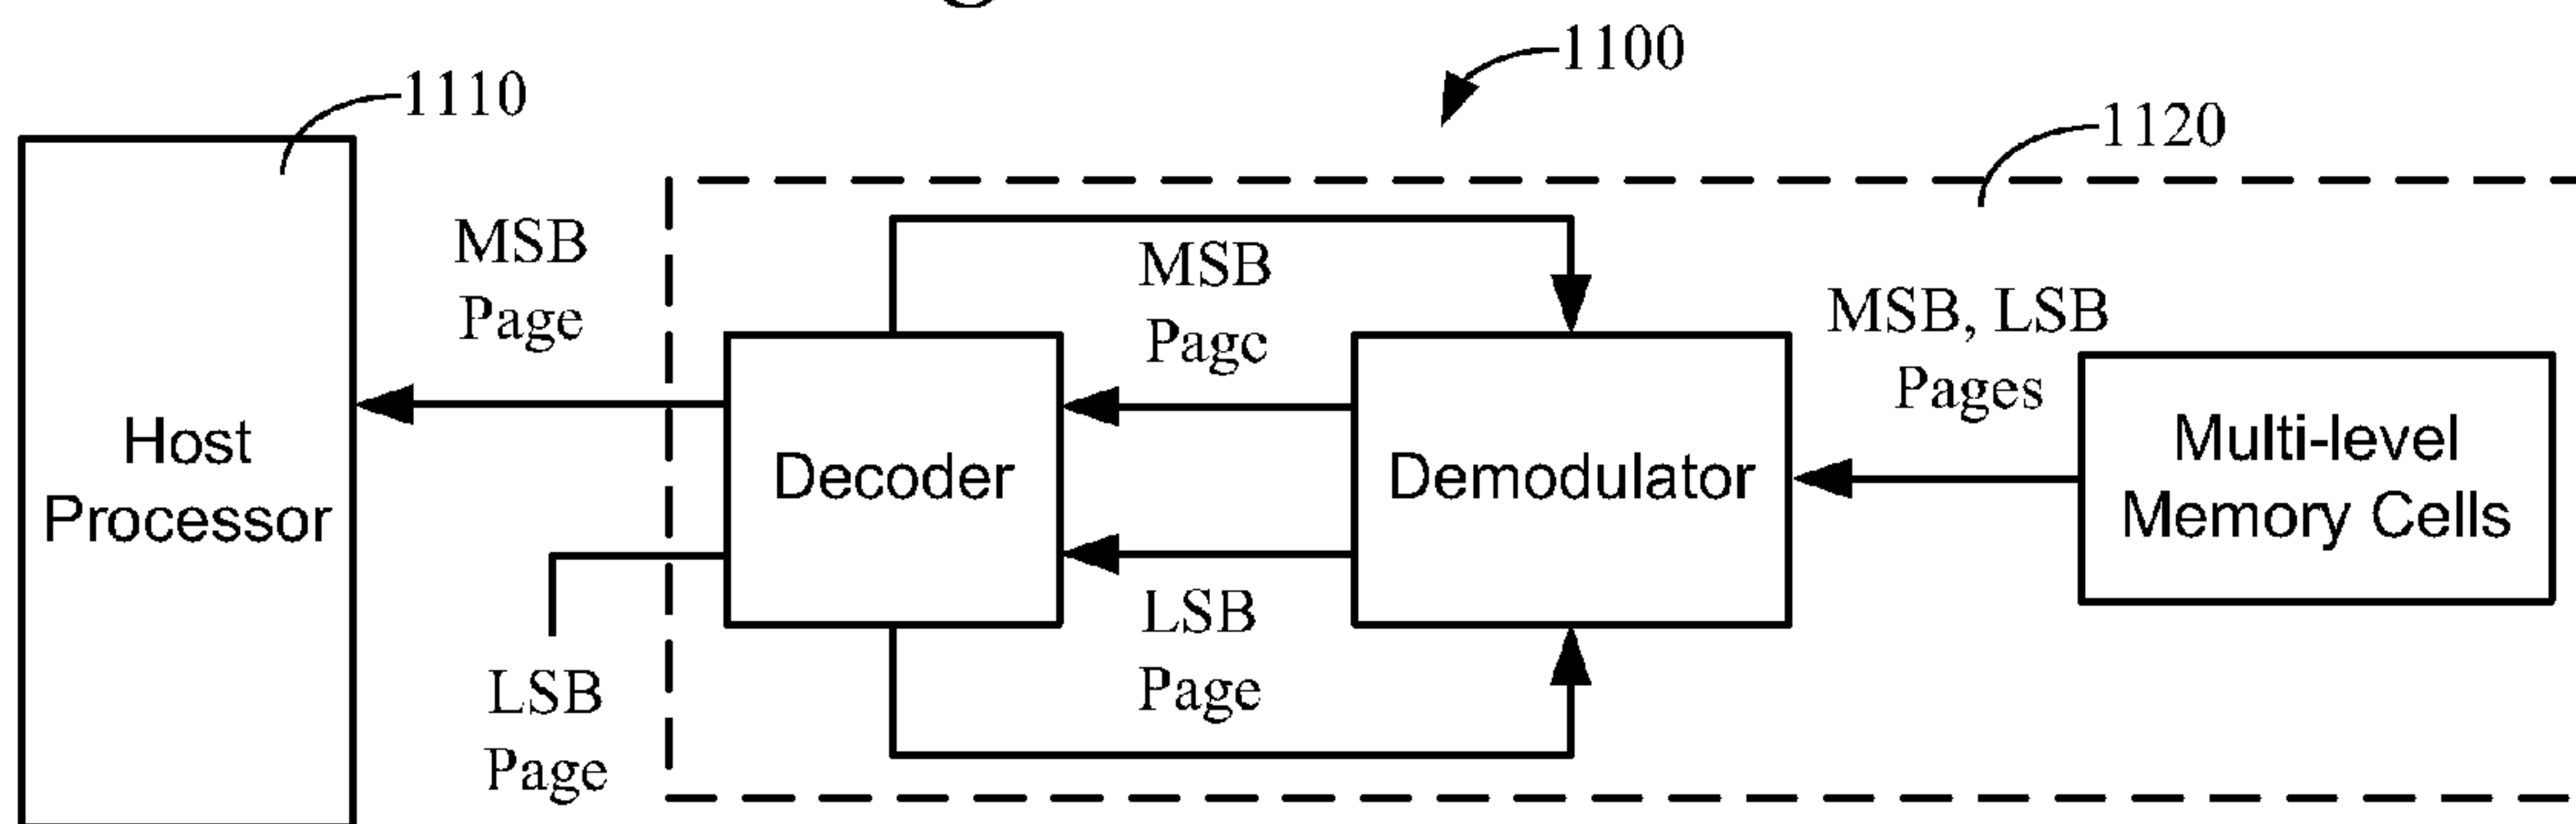 1100
1110
1120
MSB
Page
MSB
Page
MSB, LSB
Pages
Host
Processor
Decoder
Demodulator
Multi-level
Memory Cells
LSB
Page
LSB
Page